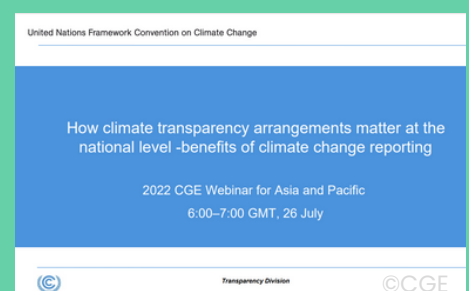 United Nations Framework Convention on Climate Change
How climate transparency arrangements matter at the
national level -benefits of climate change reporting
2022 CGE Webinar for Asia and Pacific
6:00–7:00 GMT, 26 July
Transparency Division
©CGE